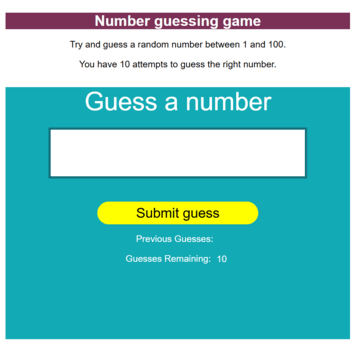 Number guessing game
Try and guess a random number between 1 and 100.
You have 10 attempts to guess the right number.
Guess a number
Submit guess
Previous Guesses:
Guesses Remaining: 10